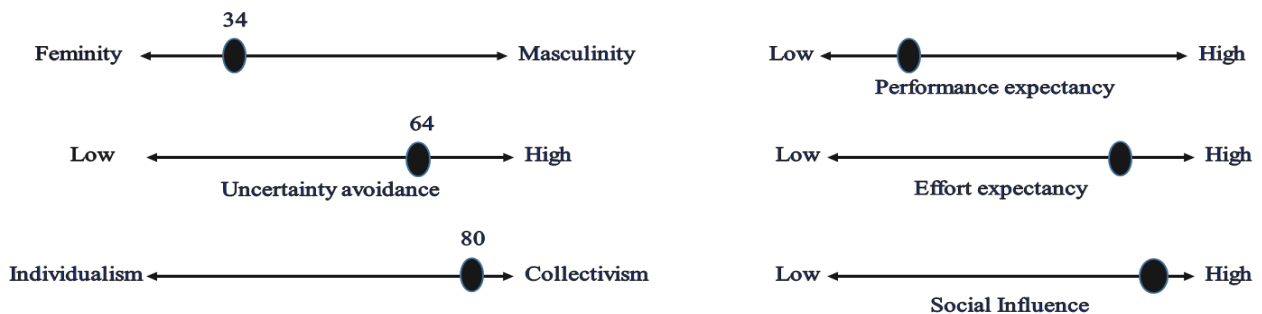 34
Feminity Masculinity
64
Low High
Uncertainty avoidance
80
Individualism Collectivism
Low High
Performance expectancy
Low High
Effort expectancy
Low High
Social Influence